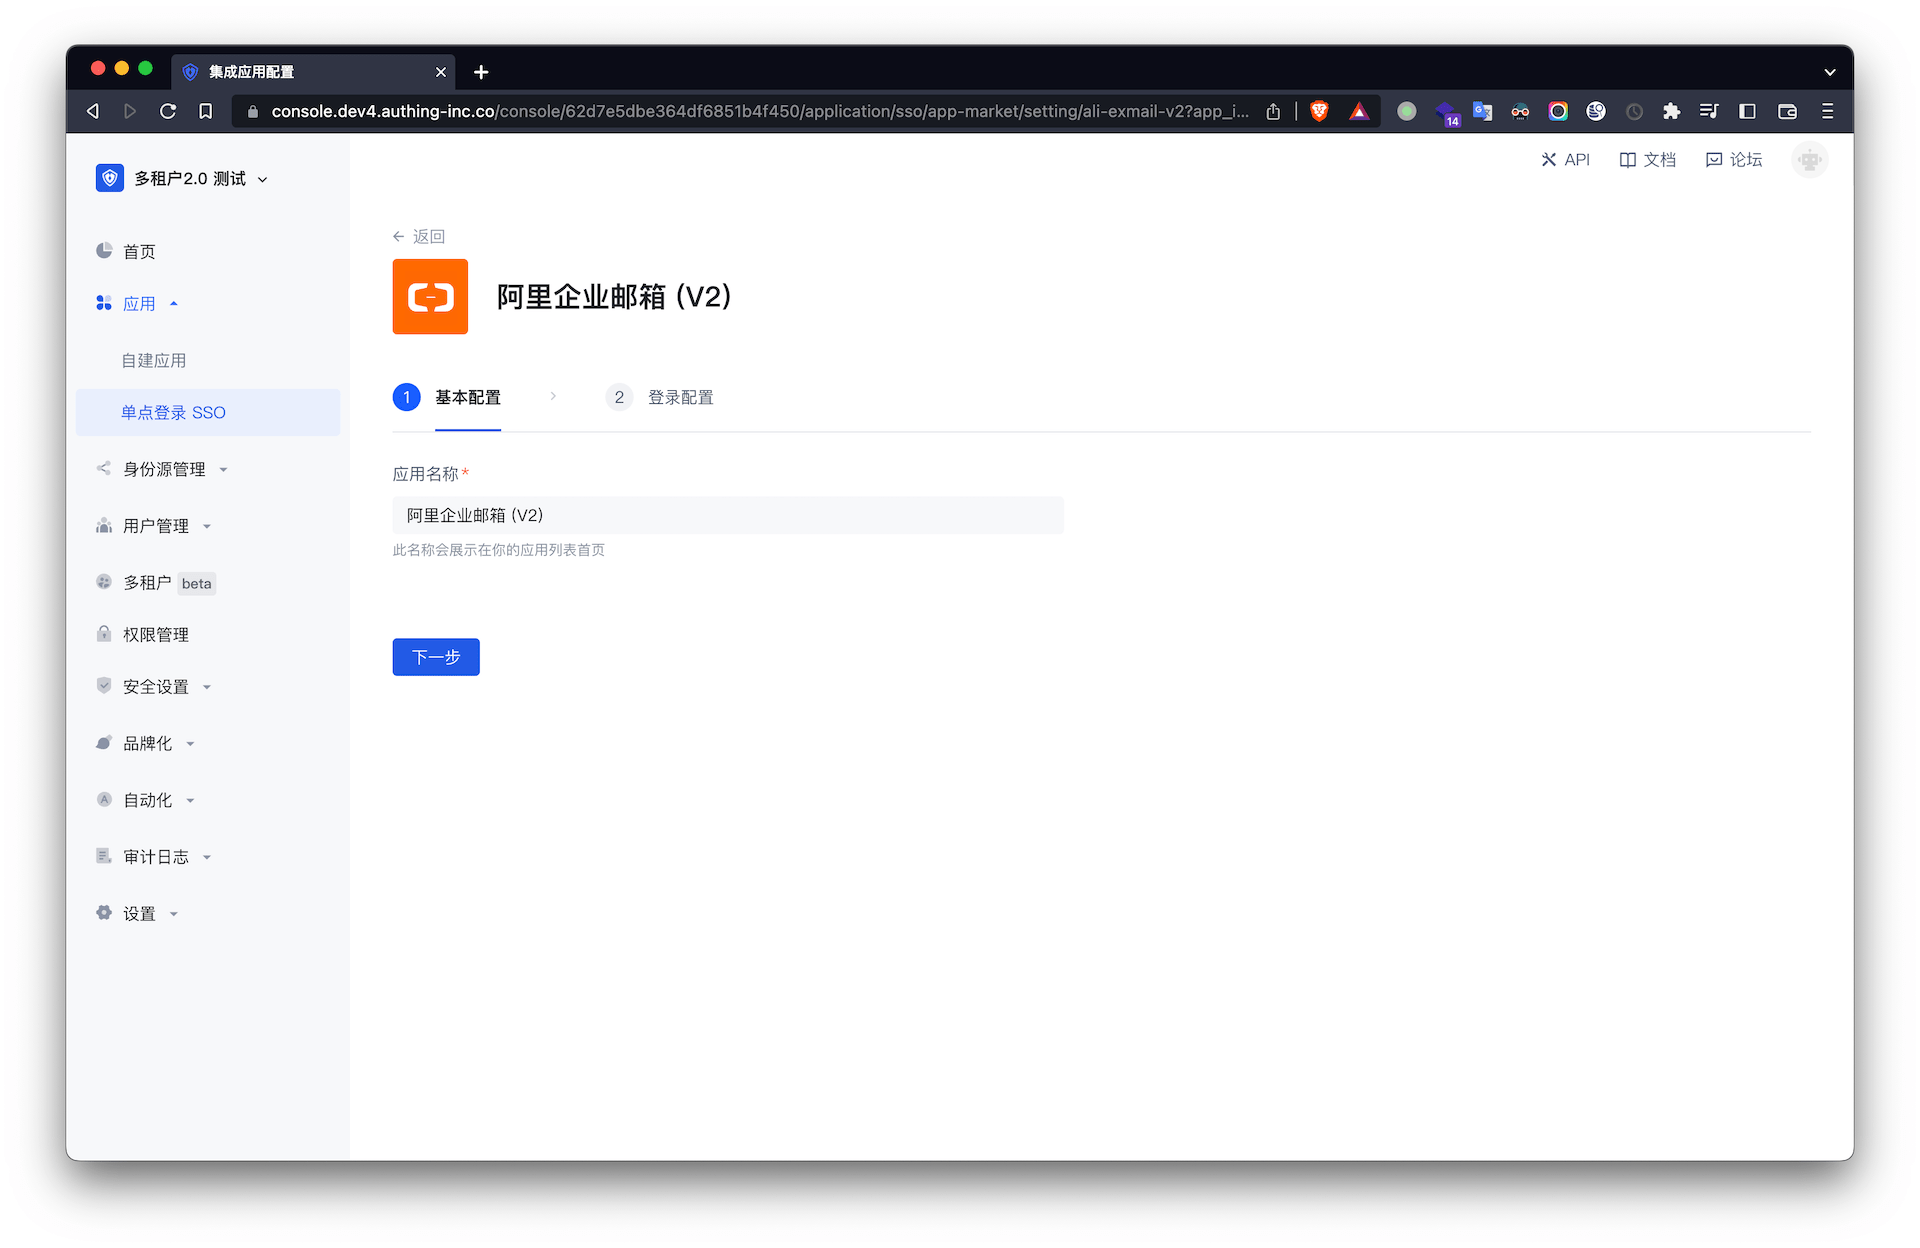 集成应用配置
console.dev4.authing-inc.co/console/62d7e5dbe364df6851b4f450/application/sso/app-market/setting/ali-exmail-v2?app_i...
14
多租户2.0 测试
API 文档 论坛
首页
应用
自建应用
单点登录 SSO
身份源管理
用户管理
多租户 beta
权限管理
安全设置
品牌化
自动化
审计日志
设置
← 返回
阿里企业邮箱 (V2)
1 基本配置 2 登录配置
应用名称*
阿里企业邮箱 (V2)
此名称会展示在你的应用列表首页
下一步